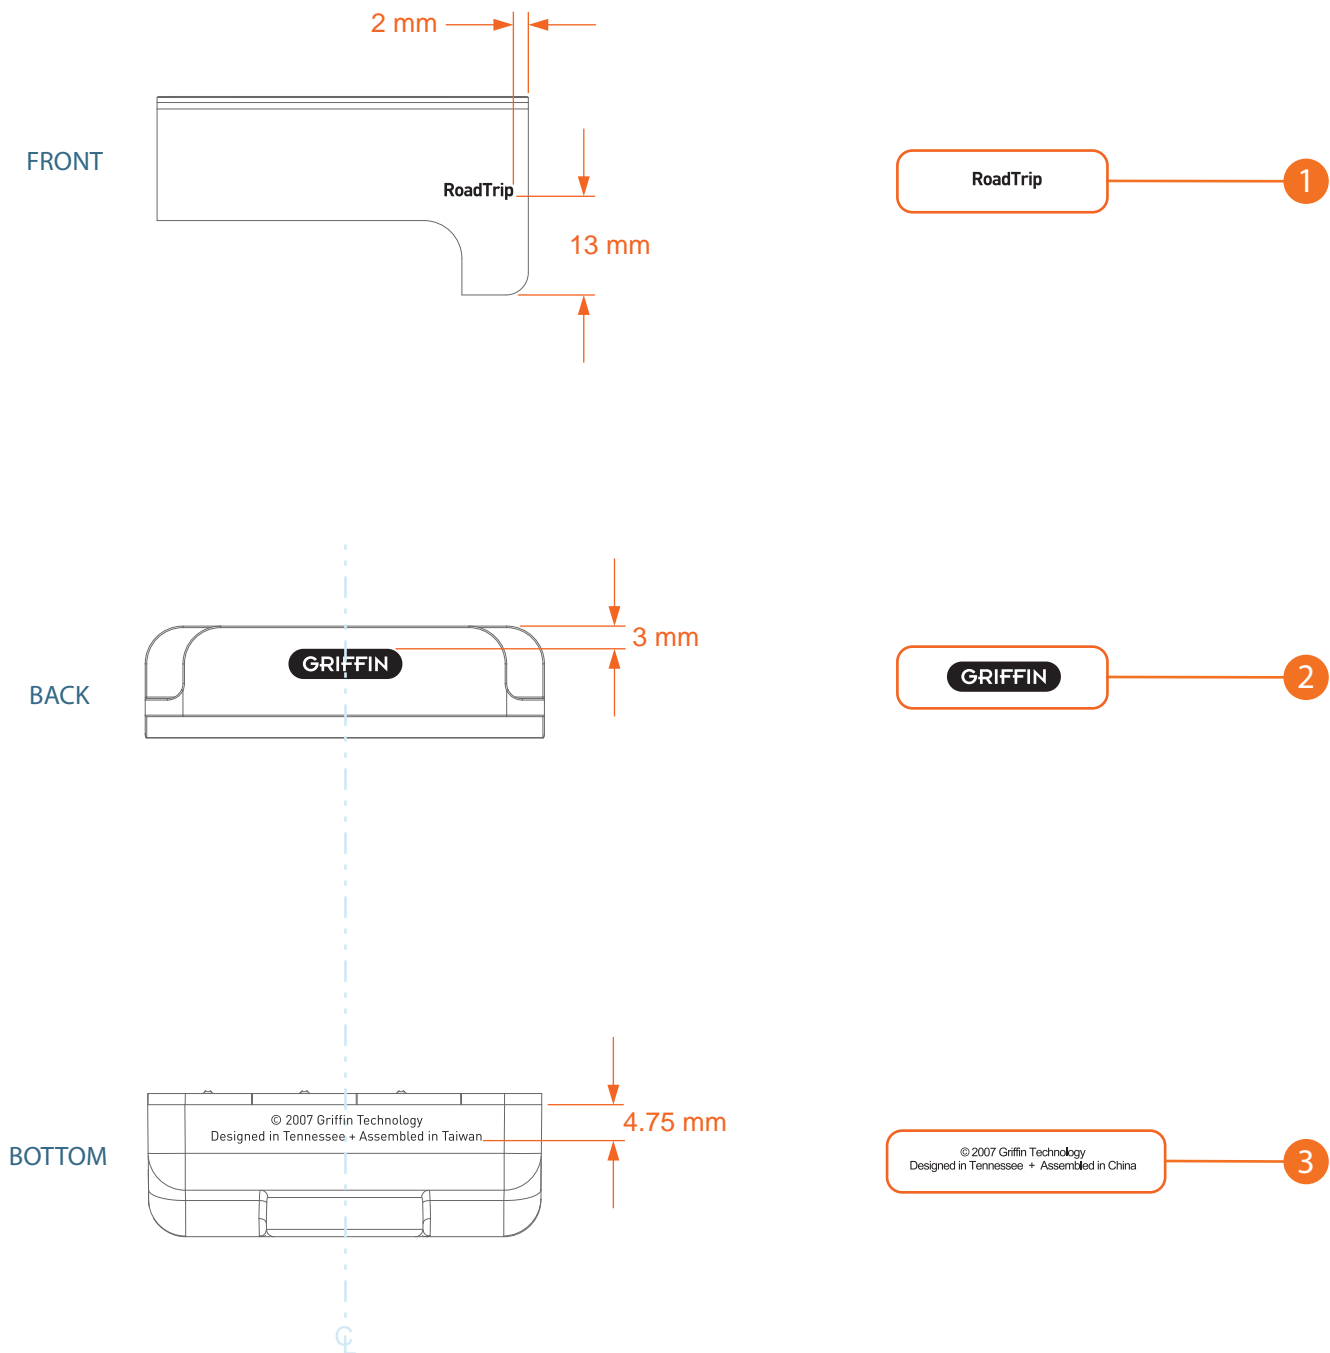 2 mm
FRONT
RoadTrip
13 mm
RoadTrip
1
3 mm
BACK
GRIFFIN
GRIFFIN
2
4.75 mm
BOTTOM
© 2007 Griffin Technology
Designed in Tennessee + Assembled in Taiwan
© 2007 Griffin Technology
Designed in Tennessee + Assembled in China
3
℄